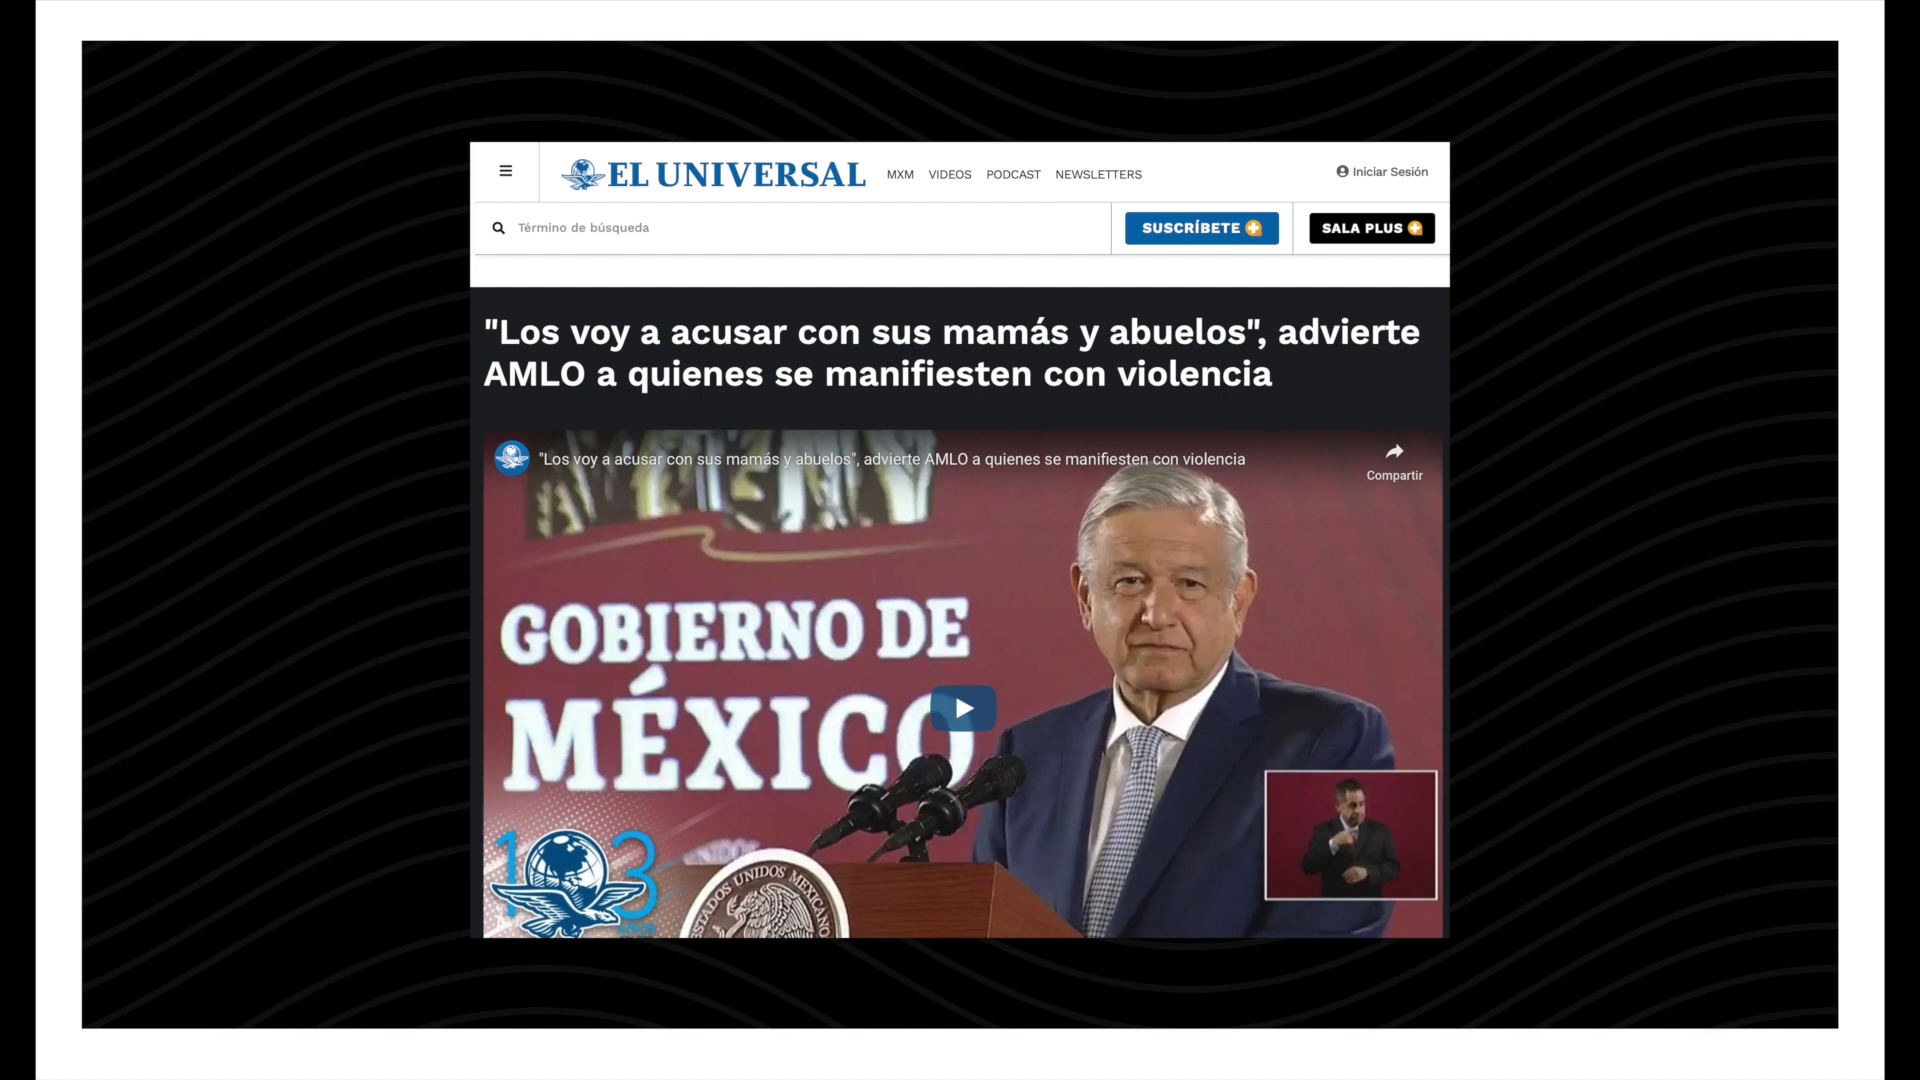 EL UNIVERSAL
MXM VIDEOS PODCAST NEWSLETTERS
Iniciar Sesión
Término de búsqueda
SUSCRÍBETE
SALA PLUS
"Los voy a acusar con sus mamás y abuelos", advierte
AMLO a quienes se manifiesten con violencia
"Los voy a acusar con sus mamás y abuelos", advierte AMLO a quienes se manifiesten con violencia
Compartir
GOBIERNO DE
MÉXICO
103
AÑOS
ESTADOS UNIDOS MEXICANOS